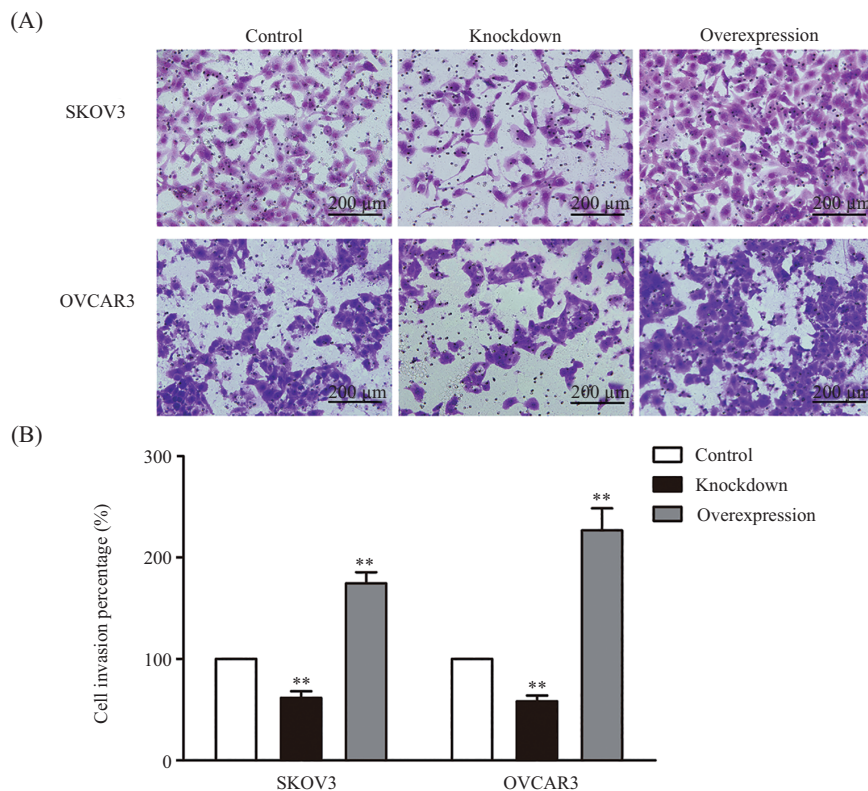 (A)
Control Knockdown Overexpression
SKOV3
200 µm 200 µm 200 µm
OVCAR3
200 µm 200 µm 200 µm
(B)
300
200
100
0
Cell invasion percentage (%)
** ** ** **
Control
Knockdown
Overexpression
SKOV3 OVCAR3